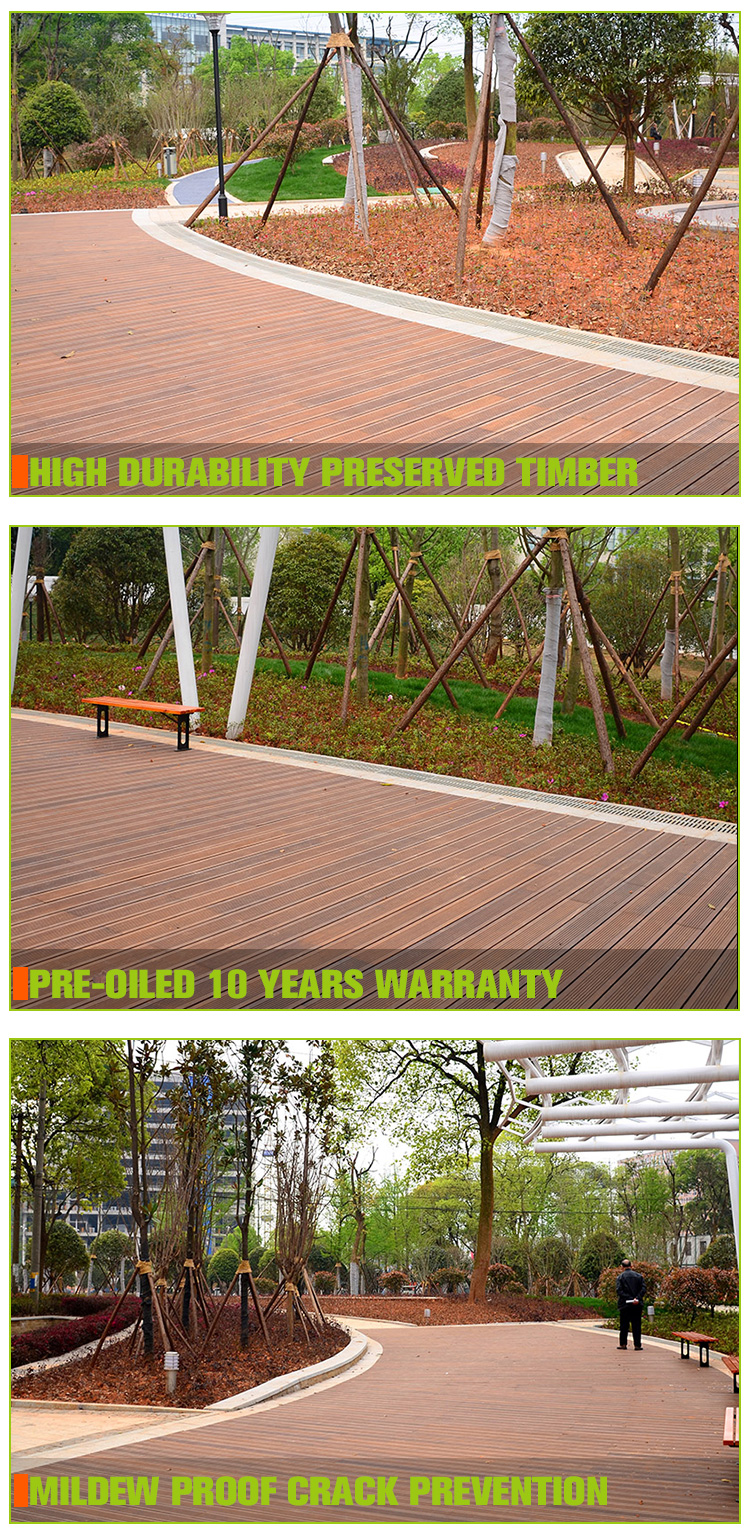 HIGH DURABILITY PRESERVED TIMBER
PRE-OILED 10 YEARS WARRANTY
MILDEW PROOF CRACK PREVENTION